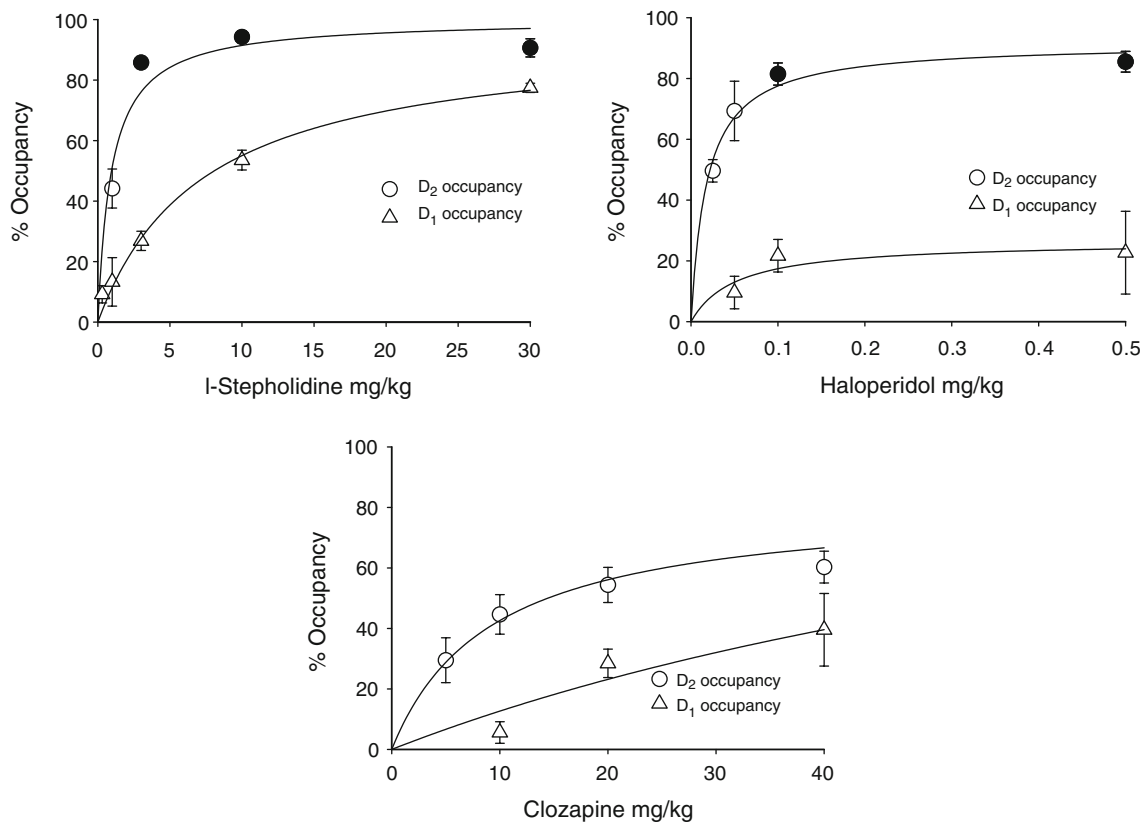 % Occupancy
100
80
60
40
20
0
D2 occupancy
D1 occupancy
0 5 10 15 20 25 30
l-Stepholidine mg/kg
% Occupancy
100
80
60
40
20
0
D2 occupancy
D1 occupancy
0.0 0.1 0.2 0.3 0.4 0.5
Haloperidol mg/kg
% Occupancy
100
80
60
40
20
0
D2 occupancy
D1 occupancy
0 10 20 30 40
Clozapine mg/kg